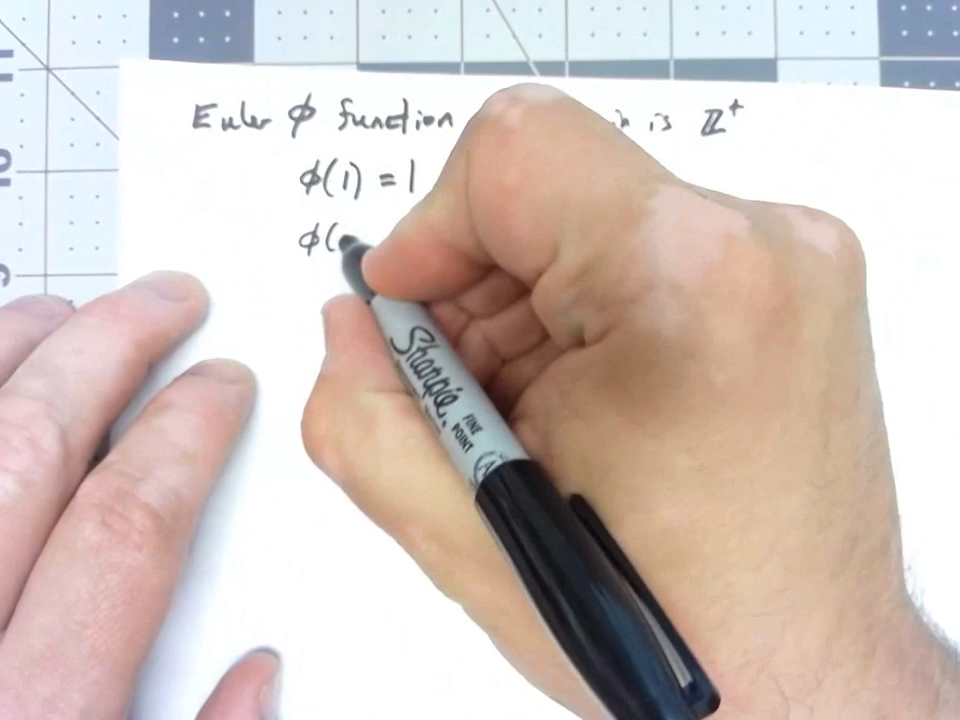 Euler ϕ function is ℤ⁺
ϕ(1) = 1
ϕ(
Sharpie.
FINE
POINT